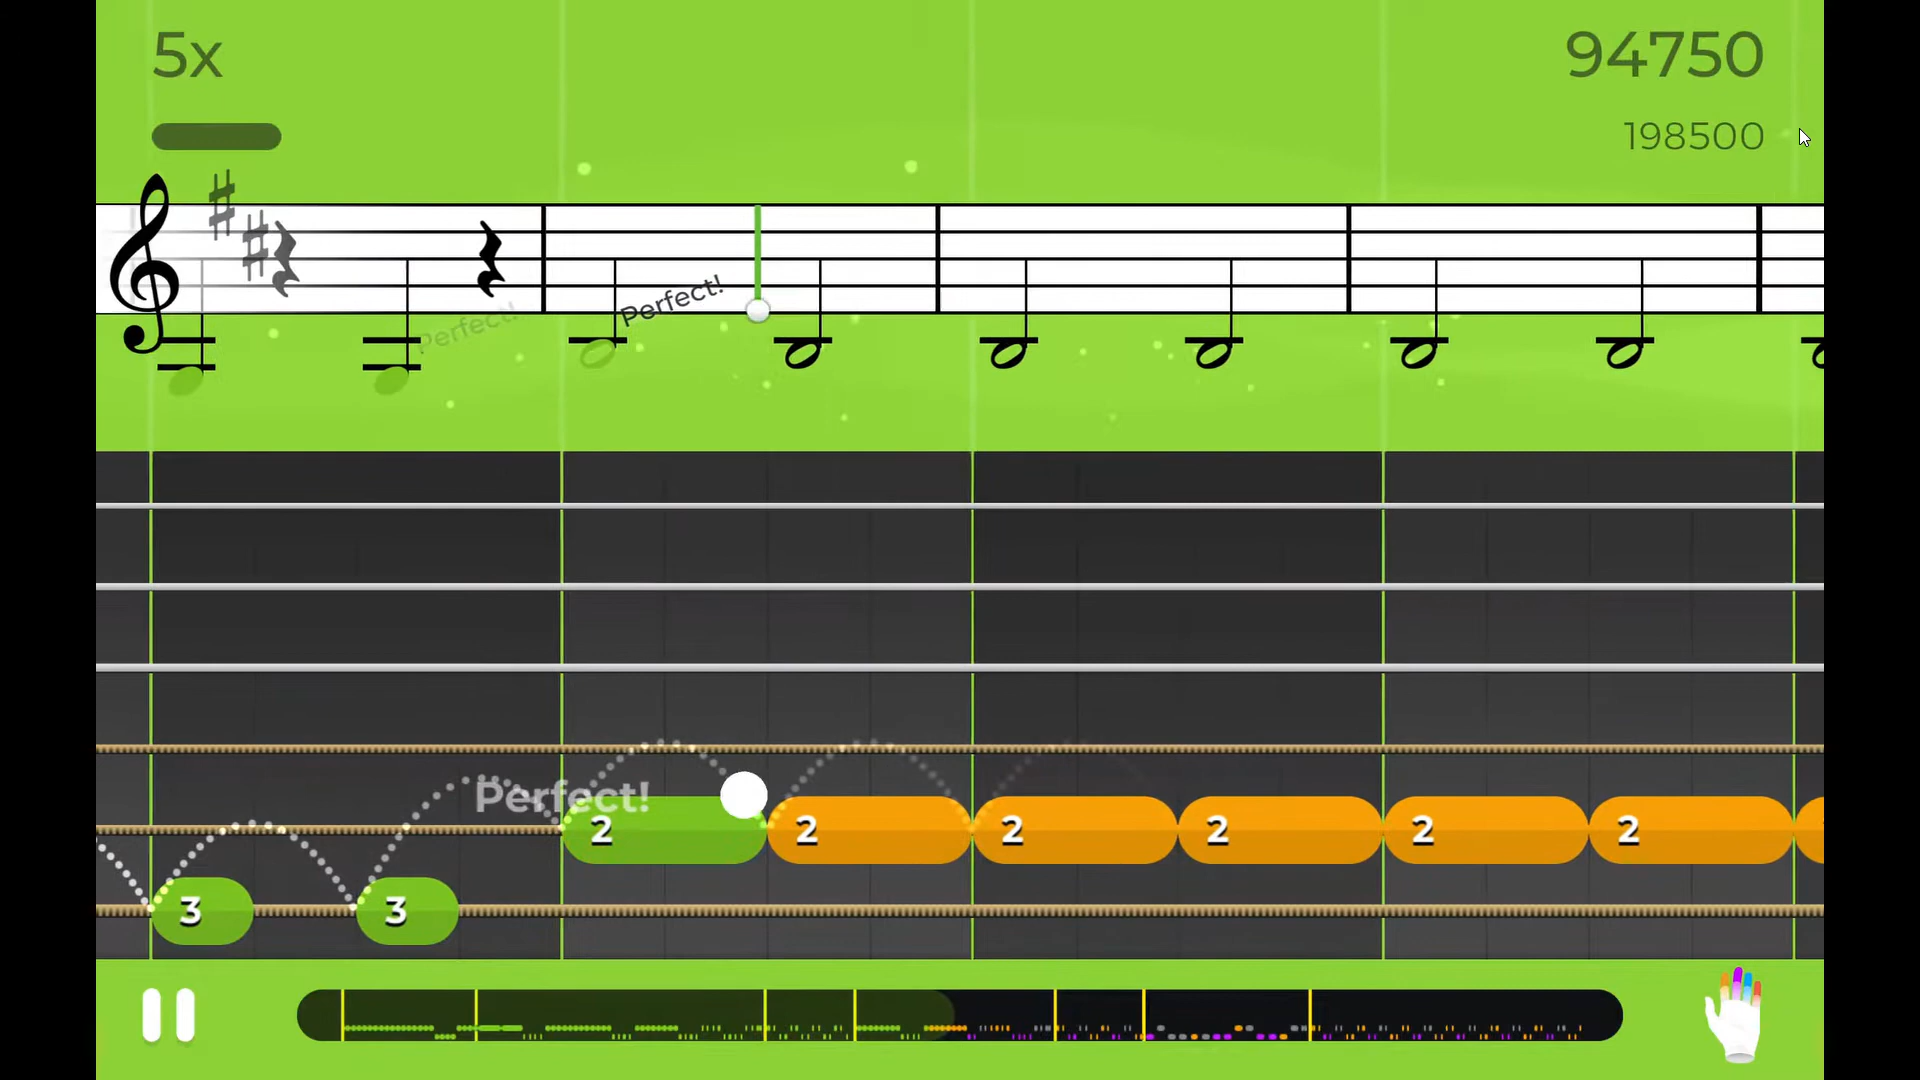 5x
94750
198500
Perfect!
Perfect!
Perfect!
2 2 2 2 2 2
3 3